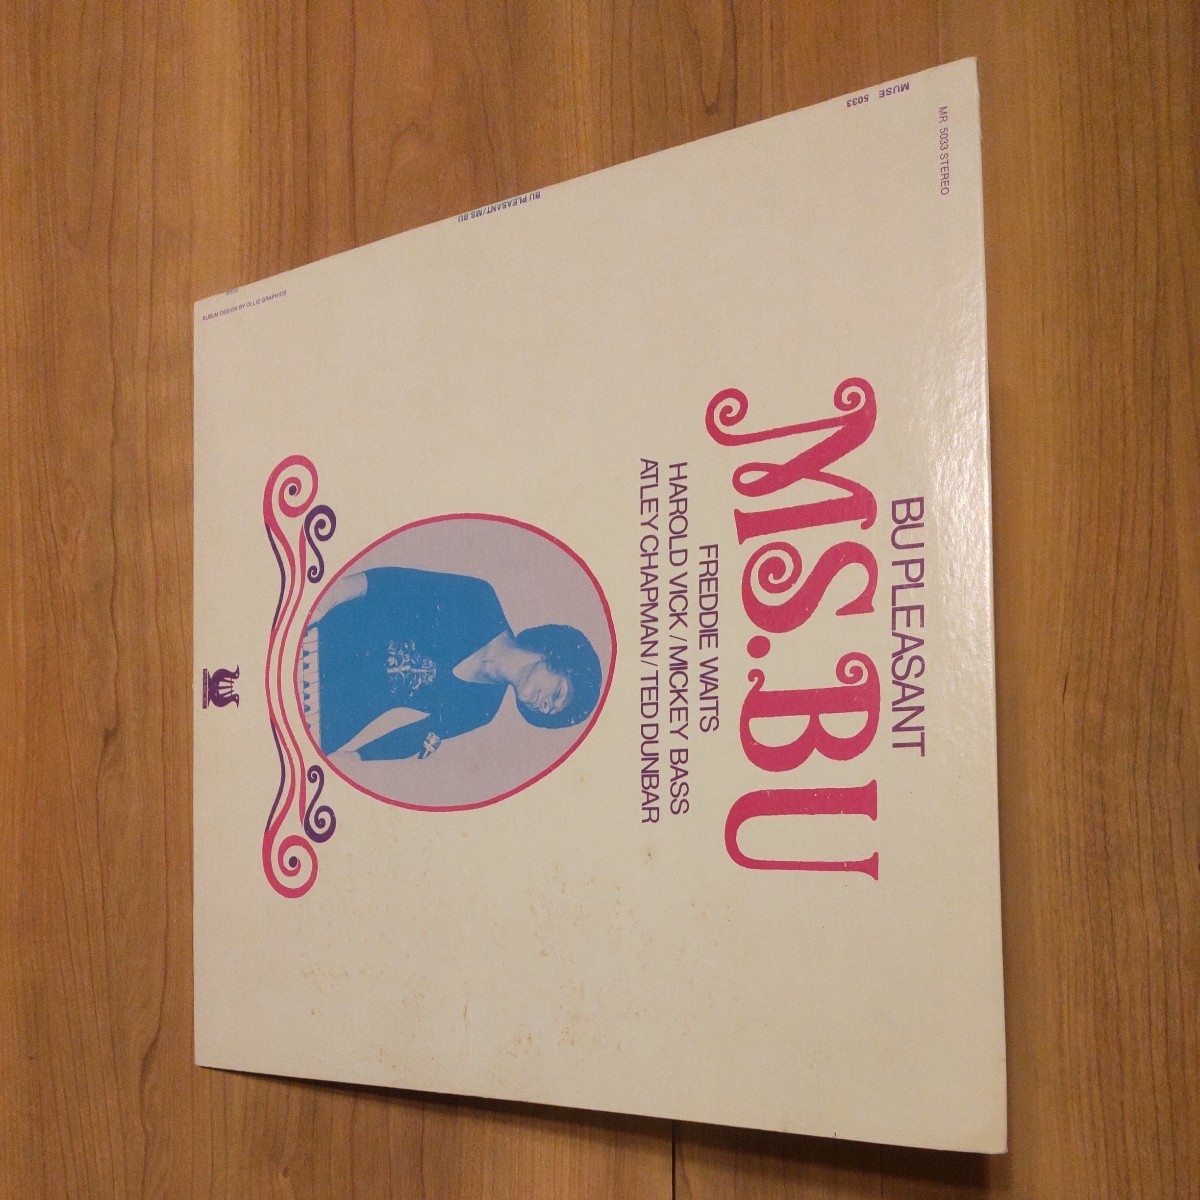 MUSE 5033
BU PLEASANT/MS.BU
MR 5033 STEREO
BU PLEASANT
MS. BU
FREDDIE WAITS
HAROLD VICK / MICKEY BASS
ATLEY CHAPMAN / TED DUNBAR
ALBUM DESIGN BY OLLIE GRAPHICS